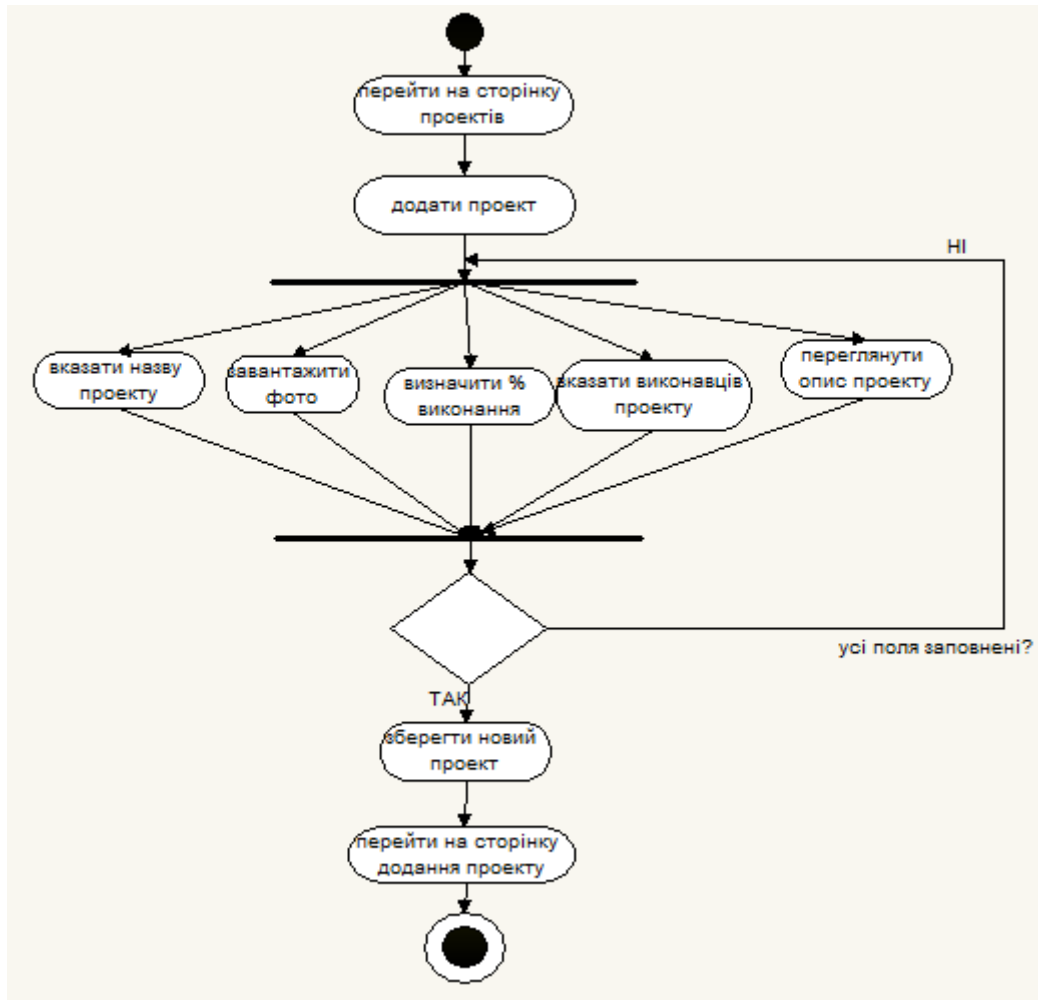 перейти на сторінку
проектів
додати проект
НІ
вказати назву
проекту
завантажити
фото
визначити %
виконання
вказати виконавців
проекту
переглянути
опис проекту
усі поля заповнені?
ТАК
зберегти новий
проект
перейти на сторінку
додання проекту